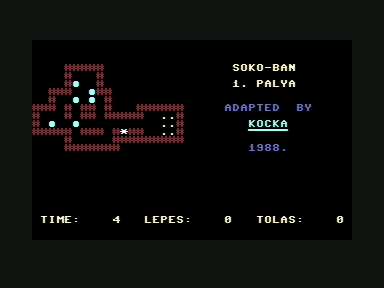 SOKO-BAN
1. PALYA
ADAPTED BY
KOCKA
1988.
TIME: 4 LEPES: 0 TOLAS: 0